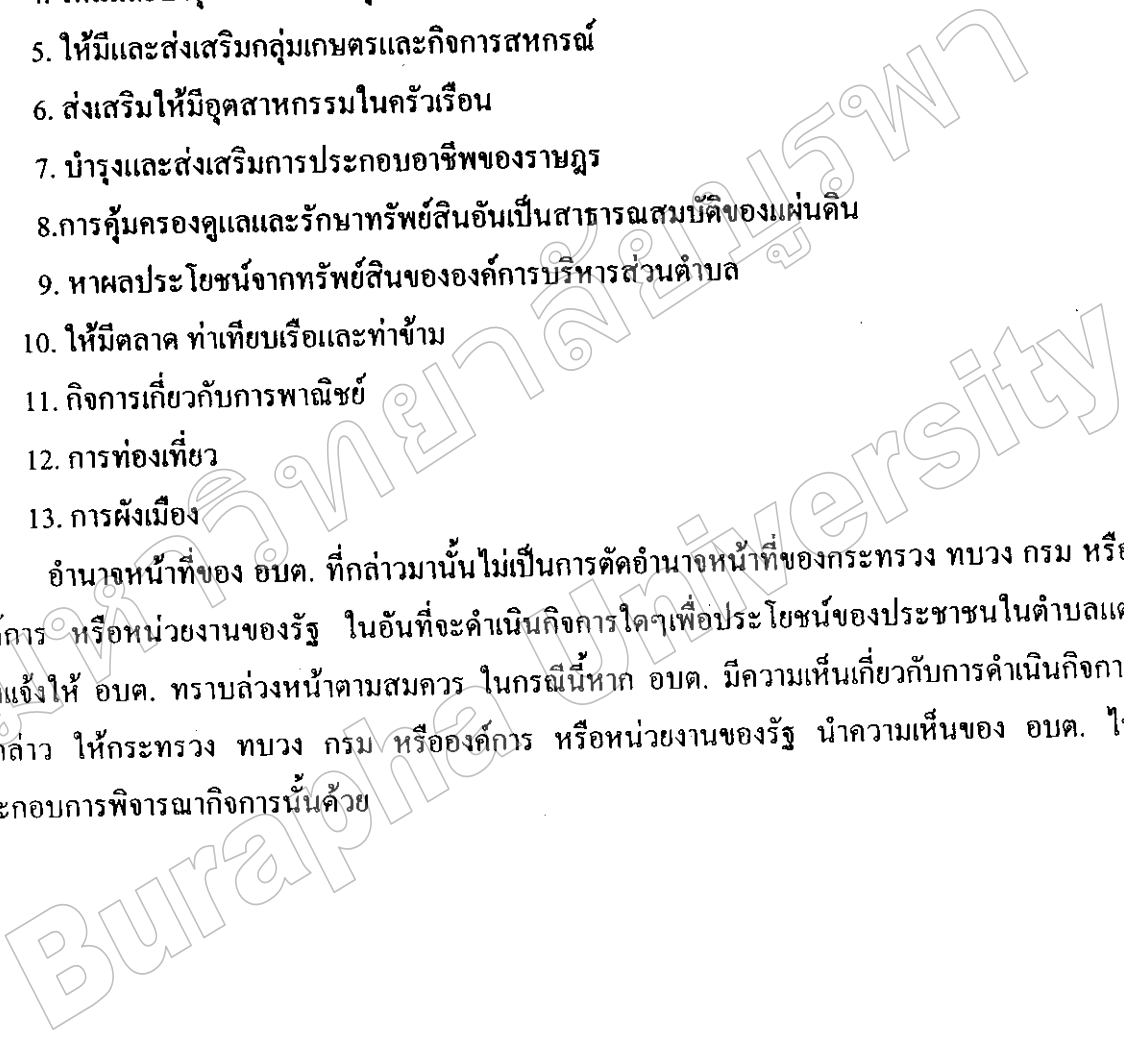 5. ให้มีและส่งเสริมกลุ่มเกษตรและกิจการสหกรณ์
6. ส่งเสริมให้มีอุตสาหกรรมในครัวเรือน
7. บำรุงและส่งเสริมการประกอบอาชีพของราษฎร
8.การคุ้มครองดูแลและรักษาทรัพย์สินอันเป็นสาธารณสมบัติของแผ่นดิน
9. หาผลประโยชน์จากทรัพย์สินขององค์การบริหารส่วนตำบล
10. ให้มีตลาด ท่าเทียบเรือและท่าข้าม
11. กิจการเกี่ยวกับการพาณิชย์
12. การท่องเที่ยว
13. การผังเมือง
อำนาจหน้าที่ของ อบต. ที่กล่าวมานั้นไม่เป็นการตัดอำนาจหน้าที่ของกระทรวง ทบวง กรม หรือ
การ หรือหน่วยงานของรัฐ ในอันที่จะดำเนินกิจการใดๆเพื่อประโยชน์ของประชาชนในตำบลแต่
แจ้งให้ อบต. ทราบล่วงหน้าตามสมควร ในกรณีนี้หาก อบต. มีความเห็นเกี่ยวกับการดำเนินกิจกา
กล่าว ให้กระทรวง ทบวง กรม หรือองค์การ หรือหน่วยงานของรัฐ นำความเห็นของ อบต. ไ
ะกอบการพิจารณากิจการนั้นด้วย
มหาวิทยาลัยบูรพา
Burapha University